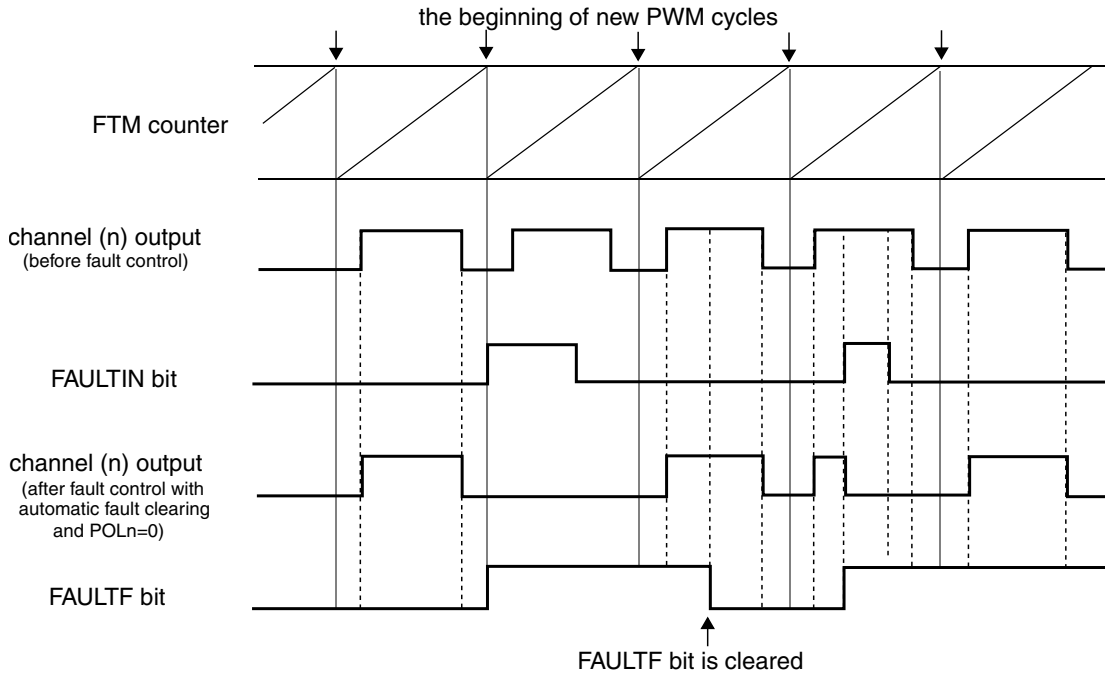 the beginning of new PWM cycles
FTM counter
channel (n) output
(before fault control)
FAULTIN bit
channel (n) output
(after fault control with
automatic fault clearing
and POLn=0)
FAULTF bit
FAULTF bit is cleared